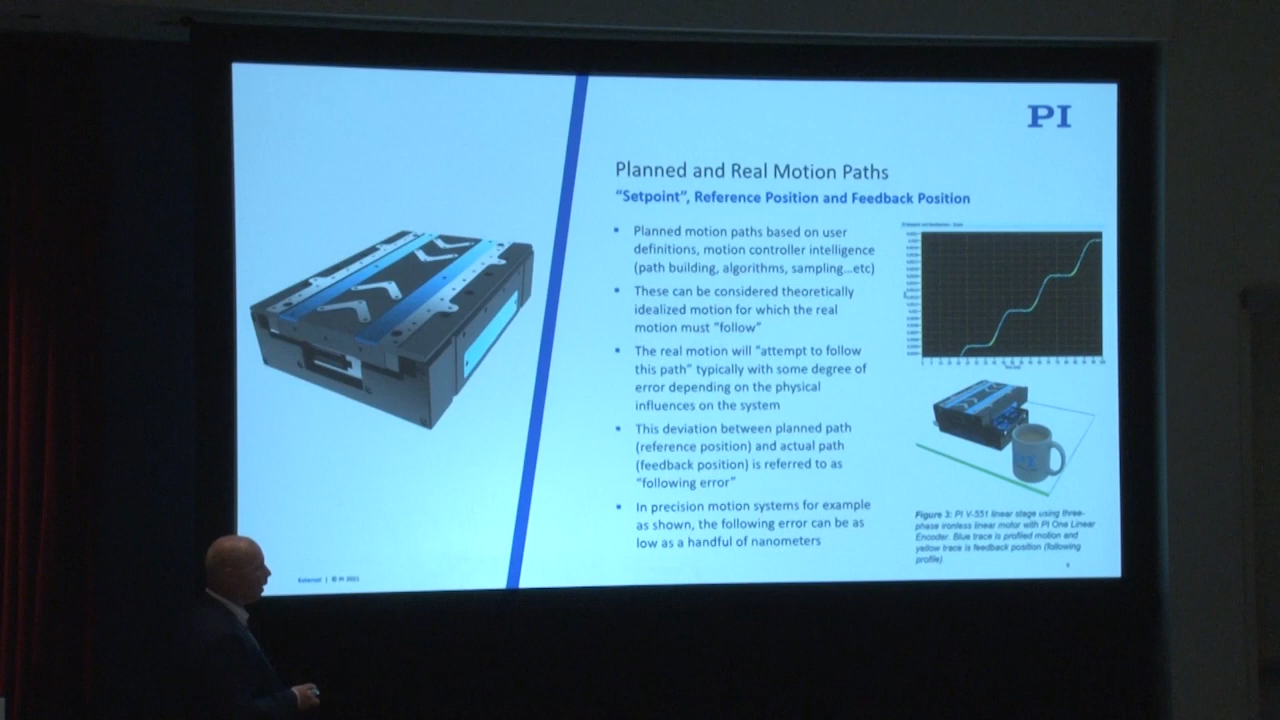 PI
Planned and Real Motion Paths
"Setpoint", Reference Position and Feedback Position
▪ Planned motion paths based on user
definitions, motion controller intelligence
(path building, algorithms, sampling...etc)
▪ These can be considered theoretically
idealized motion for which the real
motion must "follow"
▪ The real motion will "attempt to follow
this path" typically with some degree of
error depending on the physical
influences on the system
▪ This deviation between planned path
(reference position) and actual path
(feedback position) is referred to as
"following error"
▪ In precision motion systems for example
as shown, the following error can be as
low as a handful of nanometers
PI
Figure 3: PI V-551 linear stage using three-
phase ironless linear motor with PI One Linear
Encoder. Blue trace is profiled motion and
yellow trace is feedback position (following
profile)
External | © PI 2021